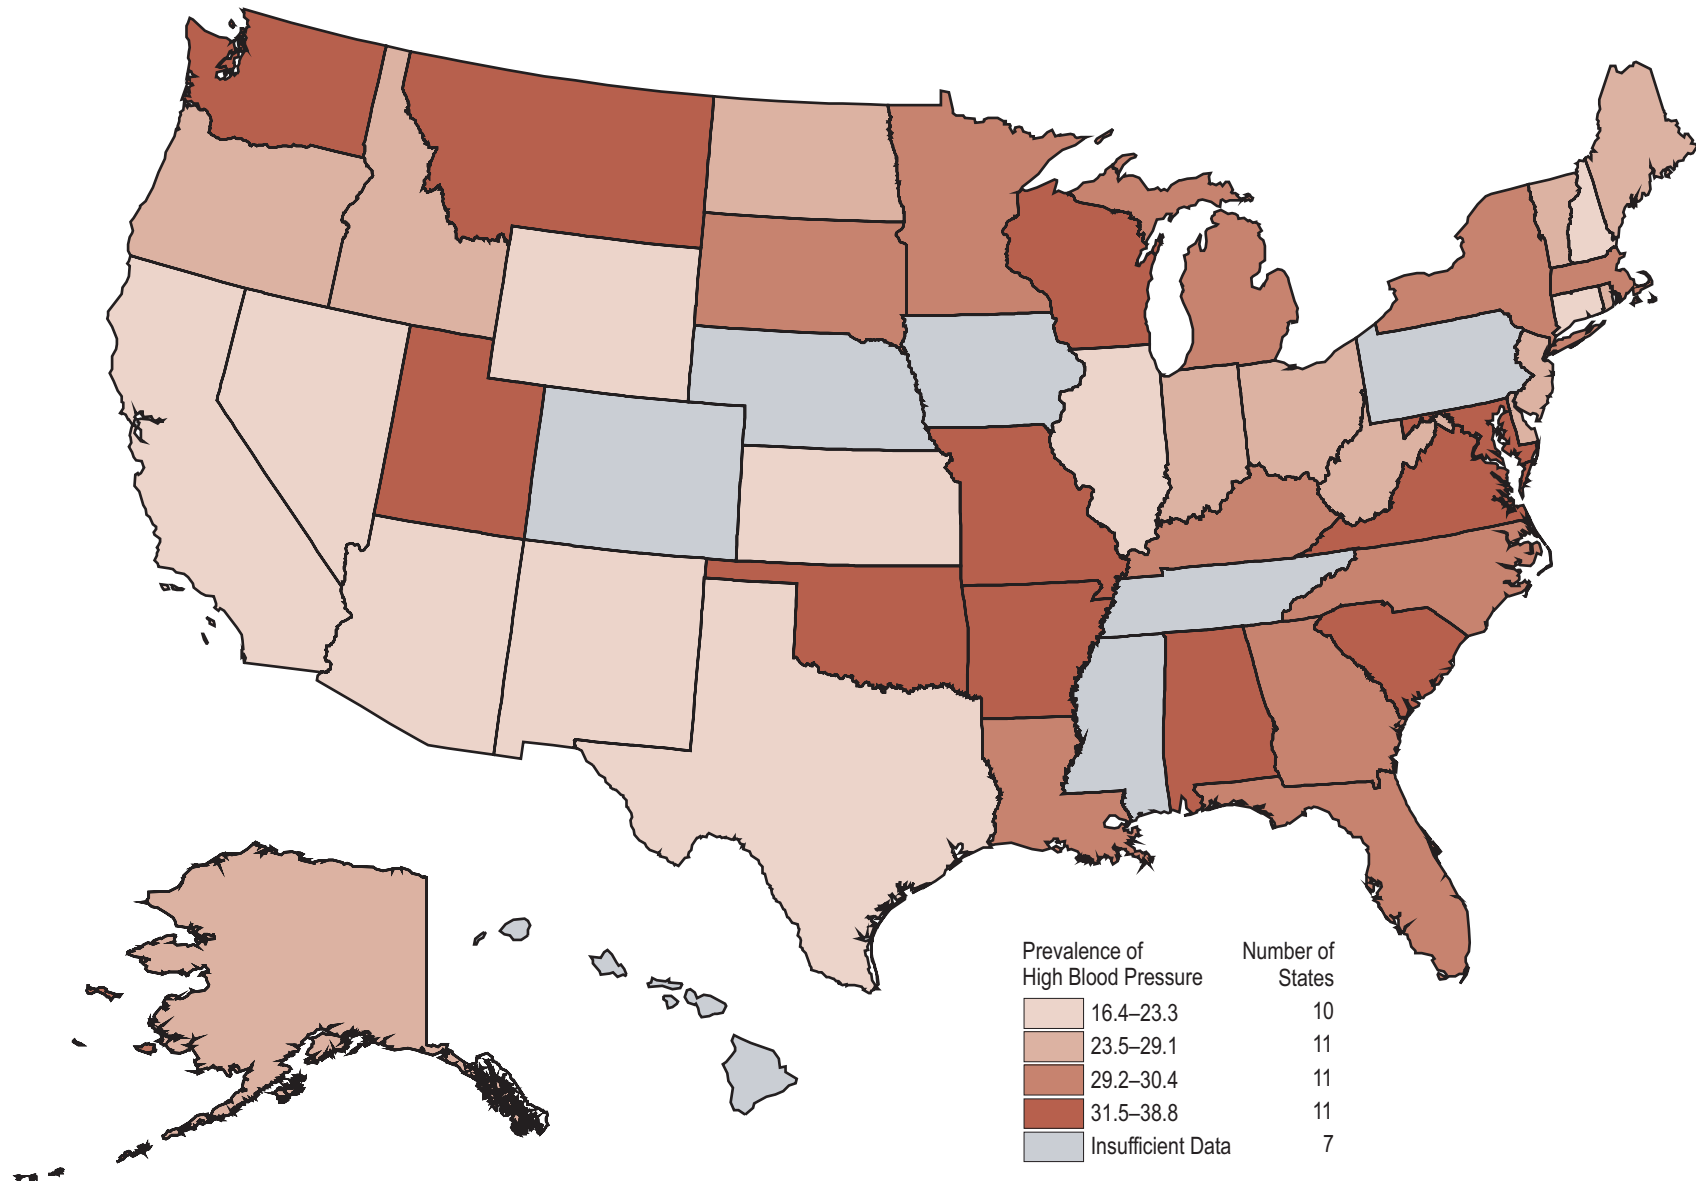 Prevalence of High Blood Pressure Number of States
16.4–23.3 10
23.5–29.1 11
29.2–30.4 11
31.5–38.8 11
Insufficient Data 7